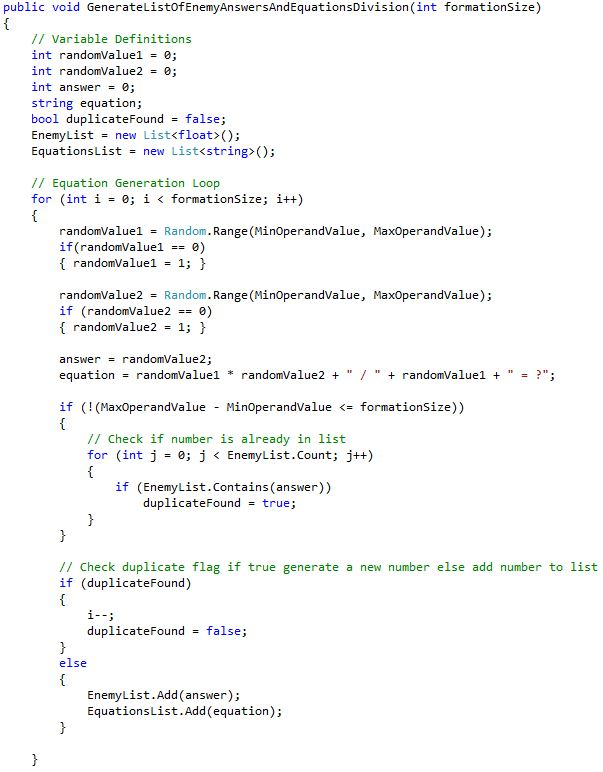 public void GenerateListOfEnemyAnswersAndEquationsDivision(int formationSize)
{
    // Variable Definitions
    int randomValue1 = 0;
    int randomValue2 = 0;
    int answer = 0;
    string equation;
    bool duplicateFound = false;
    EnemyList = new List<float>();
    EquationsList = new List<string>();

    // Equation Generation Loop
    for (int i = 0; i < formationSize; i++)
    {
        randomValue1 = Random.Range(MinOperandValue, MaxOperandValue);
        if(randomValue1 == 0)
        { randomValue1 = 1; }

        randomValue2 = Random.Range(MinOperandValue, MaxOperandValue);
        if (randomValue2 == 0)
        { randomValue2 = 1; }

        answer = randomValue2;
        equation = randomValue1 * randomValue2 + " / " + randomValue1 + " = ?";

        if (!(MaxOperandValue - MinOperandValue <= formationSize))
        {
            // Check if number is already in list
            for (int j = 0; j < EnemyList.Count; j++)
            {
                if (EnemyList.Contains(answer))
                    duplicateFound = true;
            }
        }

        // Check duplicate flag if true generate a new number else add number to list
        if (duplicateFound)
        {
            i--;
            duplicateFound = false;
        }
        else
        {
            EnemyList.Add(answer);
            EquationsList.Add(equation);
        }

    }